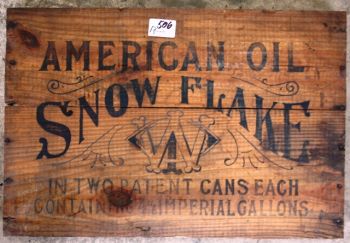 506
AMERICAN OIL
SNOW FLAKE
W
IN TWO PATENT CANS EACH
CONTAINING IMPERIAL GALLONS